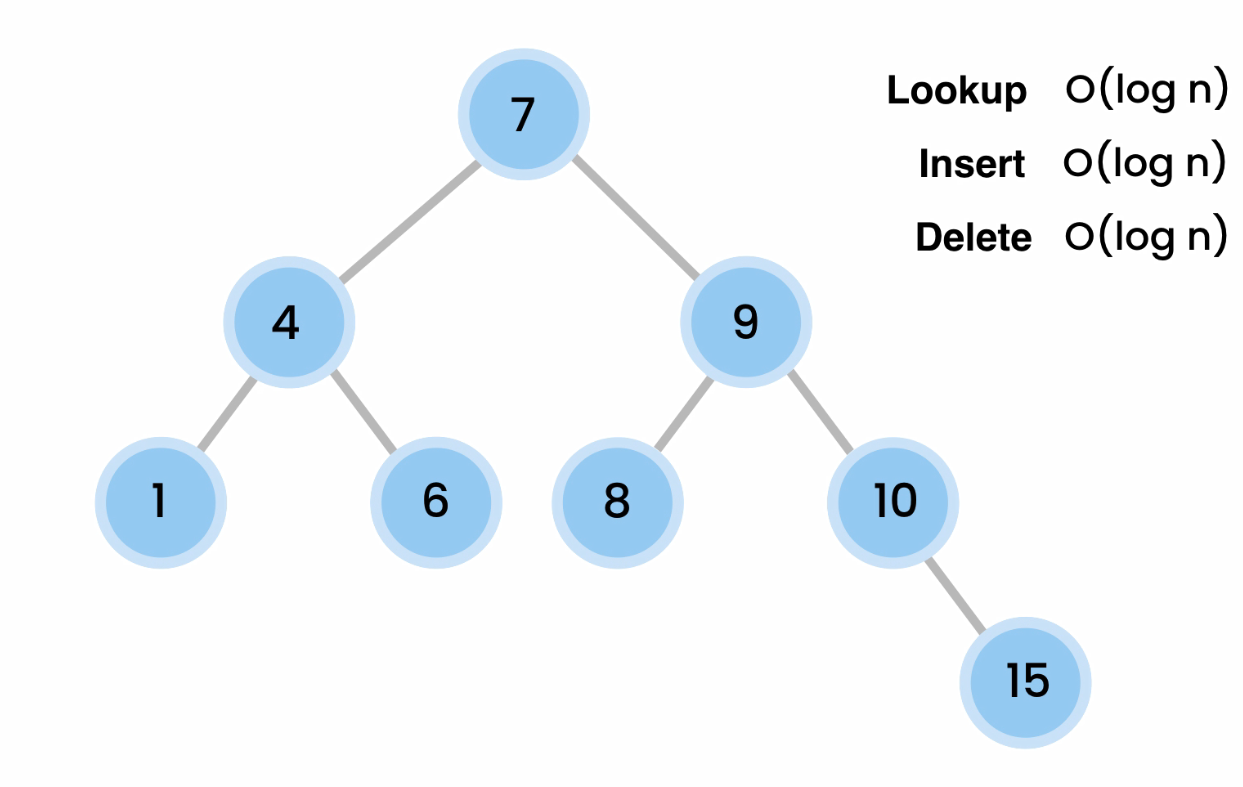 7
Lookup O(log n)
Insert O(log n)
Delete O(log n)
4 9
1 6 8 10
15